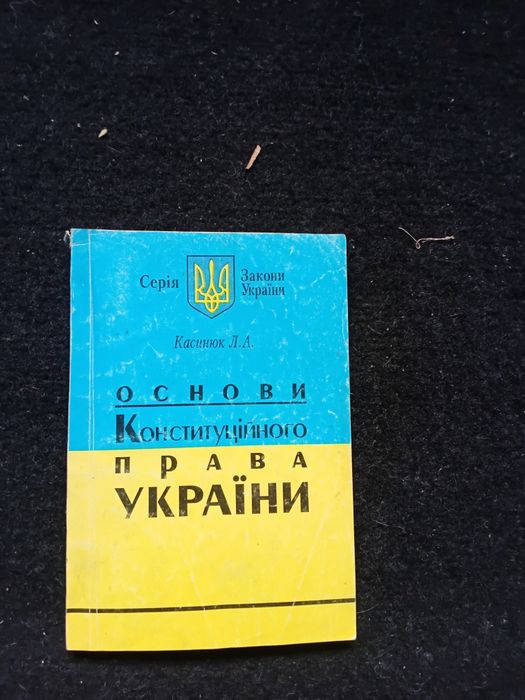 Серія
Закони
України
Касинюк Л.А.
ОСНОВИ
Конституційного
ПРАВА
УКРАЇНИ